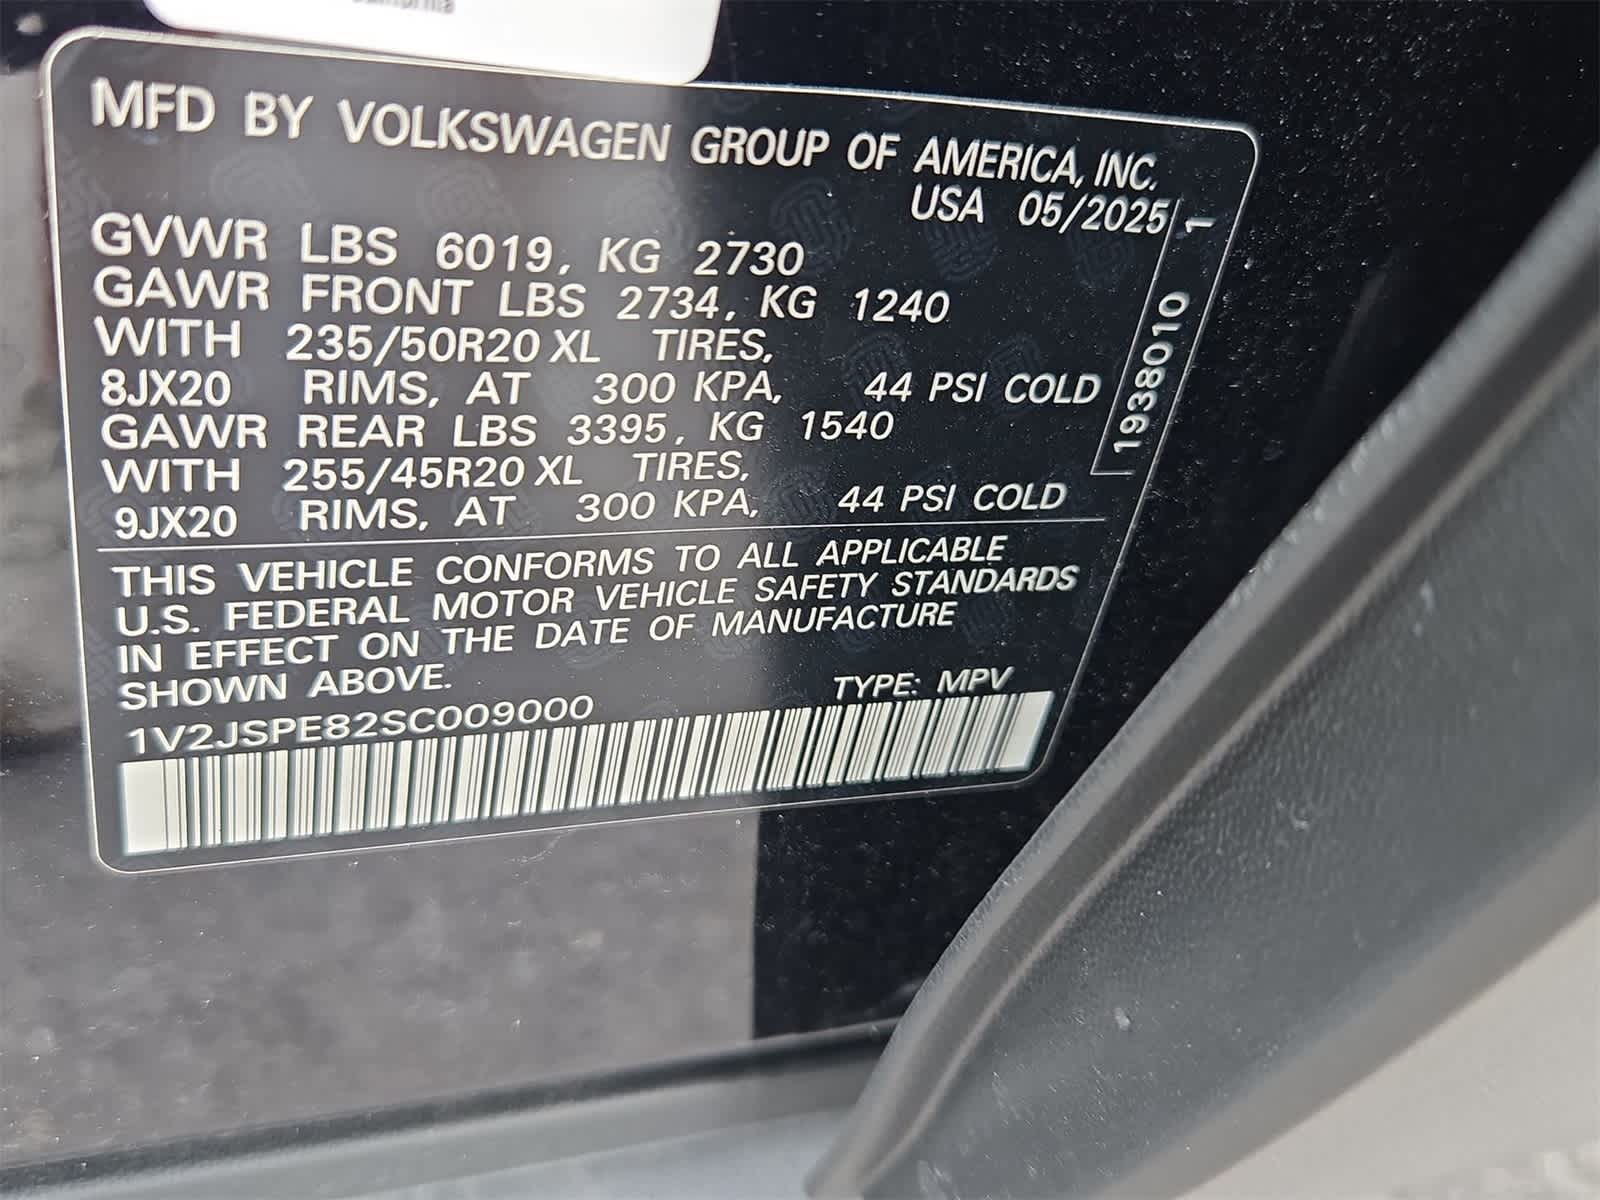 MFD BY VOLKSWAGEN GROUP OF AMERICA, INC.
USA 05/2025
GVWR LBS 6019, KG 2730
GAWR FRONT LBS 2734, KG 1240
WITH 235/50R20 XL TIRES,
8JX20 RIMS, AT 300 KPA, 44 PSI COLD
GAWR REAR LBS 3395, KG 1540
WITH 255/45R20 XL TIRES,
9JX20 RIMS, AT 300 KPA, 44 PSI COLD
1938010 1
THIS VEHICLE CONFORMS TO ALL APPLICABLE
U.S. FEDERAL MOTOR VEHICLE SAFETY STANDARDS
IN EFFECT ON THE DATE OF MANUFACTURE
SHOWN ABOVE.
TYPE: MPV
1V2JSPE82SC009000